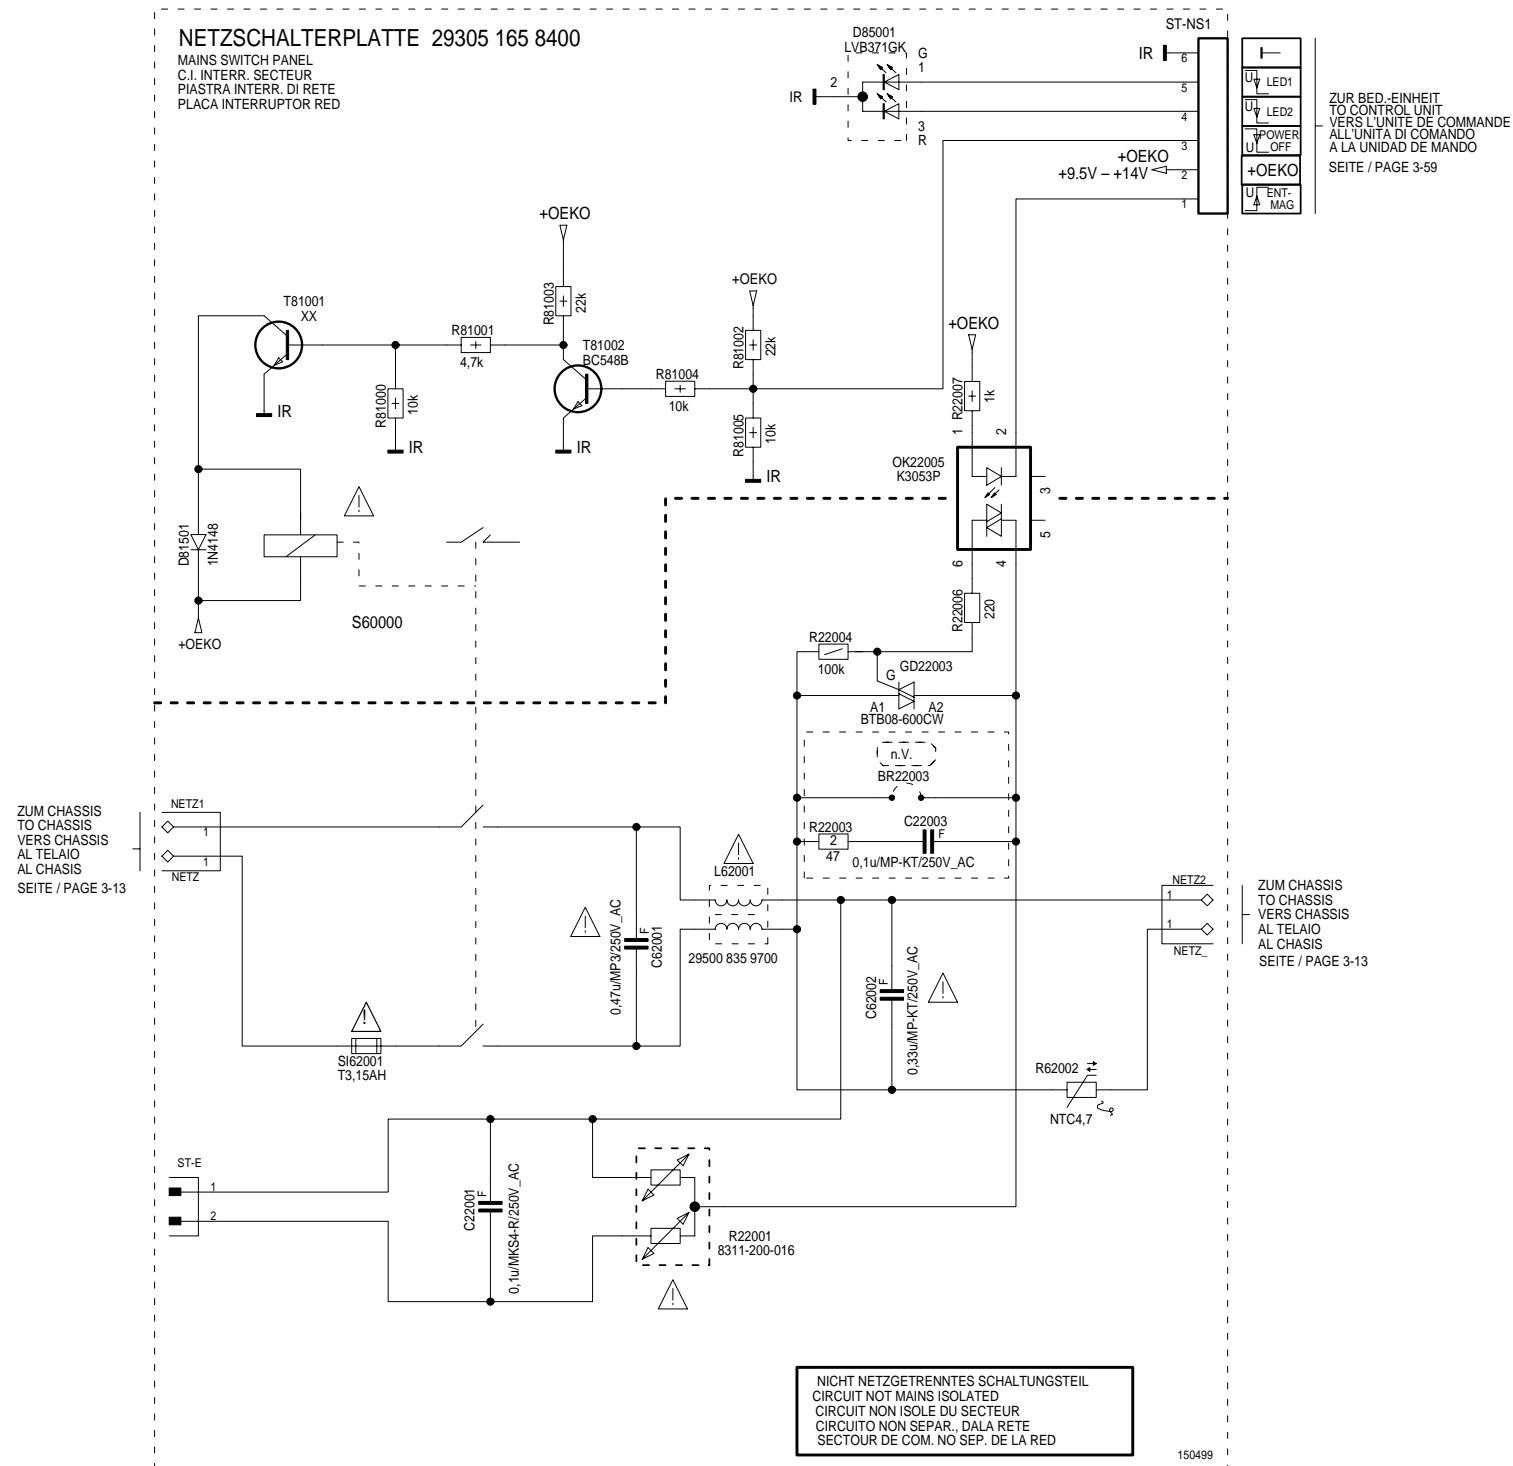 NETZSCHALTERPLATTE 29305 165 8400
MAINS SWITCH PANEL
C.I. INTERR. SECTEUR
PIASTRA INTERR. DI RETE
PLACA INTERRUPTOR RED
D85001
LVB371GK
G
1
2
IR
3
R
ST-NS1
IR
6
5
4
3
2
1
+OEKO
+9.5V – +14V
U LED1
U LED2
POWER
U OFF
+OEKO
U ENT-
MAG
ZUR BED.-EINHEIT
TO CONTROL UNIT
VERS L'UNITE DE COMMANDE
ALL'UNITA DI COMANDO
A LA UNIDAD DE MANDO
SEITE / PAGE 3-59
+OEKO
R81003
22k
T81001
XX
R81001
4,7k
T81002
BC548B
+OEKO
R81002
22k
R81004
10k
R81000
10k
IR
IR
IR
R81005
10k
IR
+OEKO
R22007
1k
1
2
OK22005
K3053P
3
5
6
4
R22006
220
D81501
1N4148
+OEKO
S60000
R22004
100k
G
GD22003
A1
A2
BTB08-600CW
n.V.
BR22003
R22003
2
47
C22003
F
0,1u/MP-KT/250V_AC
ZUM CHASSIS
TO CHASSIS
VERS CHASSIS
AL TELAIO
AL CHASIS
SEITE / PAGE 3-13
NETZ1
1
1
NETZ
L62001
29500 835 9700
0,47u/MP3/250V_AC
F
C62001
C62002
F
0,33u/MP-KT/250V_AC
NETZ2
1
1
NETZ_
ZUM CHASSIS
TO CHASSIS
VERS CHASSIS
AL TELAIO
AL CHASIS
SEITE / PAGE 3-13
SI62001
T3,15AH
R62002
NTC4,7
ST-E
1
2
C22001
F
0,1u/MKS4-R/250V_AC
R22001
8311-200-016
NICHT NETZGETRENNTES SCHALTUNGSTEIL
CIRCUIT NOT MAINS ISOLATED
CIRCUIT NON ISOLE DU SECTEUR
CIRCUITO NON SEPAR., DALA RETE
SECTOUR DE COM. NO SEP. DE LA RED
150499